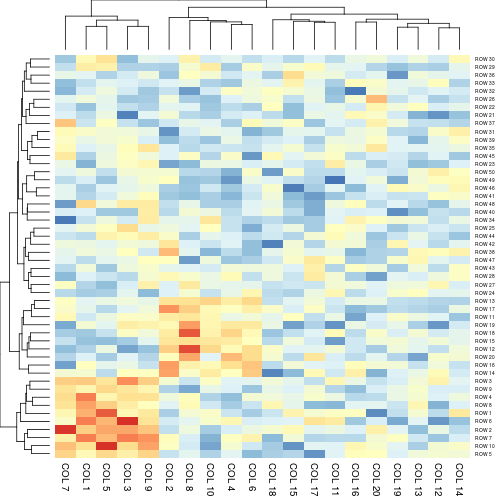 ROW 30
ROW 29
ROW 36
ROW 33
ROW 32
ROW 26
ROW 22
ROW 21
ROW 37
ROW 31
ROW 39
ROW 35
ROW 45
ROW 23
ROW 50
ROW 49
ROW 46
ROW 41
ROW 48
ROW 40
ROW 34
ROW 25
ROW 44
ROW 42
ROW 38
ROW 47
ROW 43
ROW 28
ROW 27
ROW 24
ROW 13
ROW 17
ROW 11
ROW 19
ROW 18
ROW 15
ROW 12
ROW 20
ROW 16
ROW 14
ROW 3
ROW 9
ROW 4
ROW 8
ROW 1
ROW 6
ROW 2
ROW 7
ROW 10
ROW 5
COL 7
COL 1
COL 5
COL 3
COL 9
COL 2
COL 8
COL 10
COL 4
COL 6
COL 18
COL 15
COL 17
COL 11
COL 16
COL 20
COL 19
COL 13
COL 12
COL 14